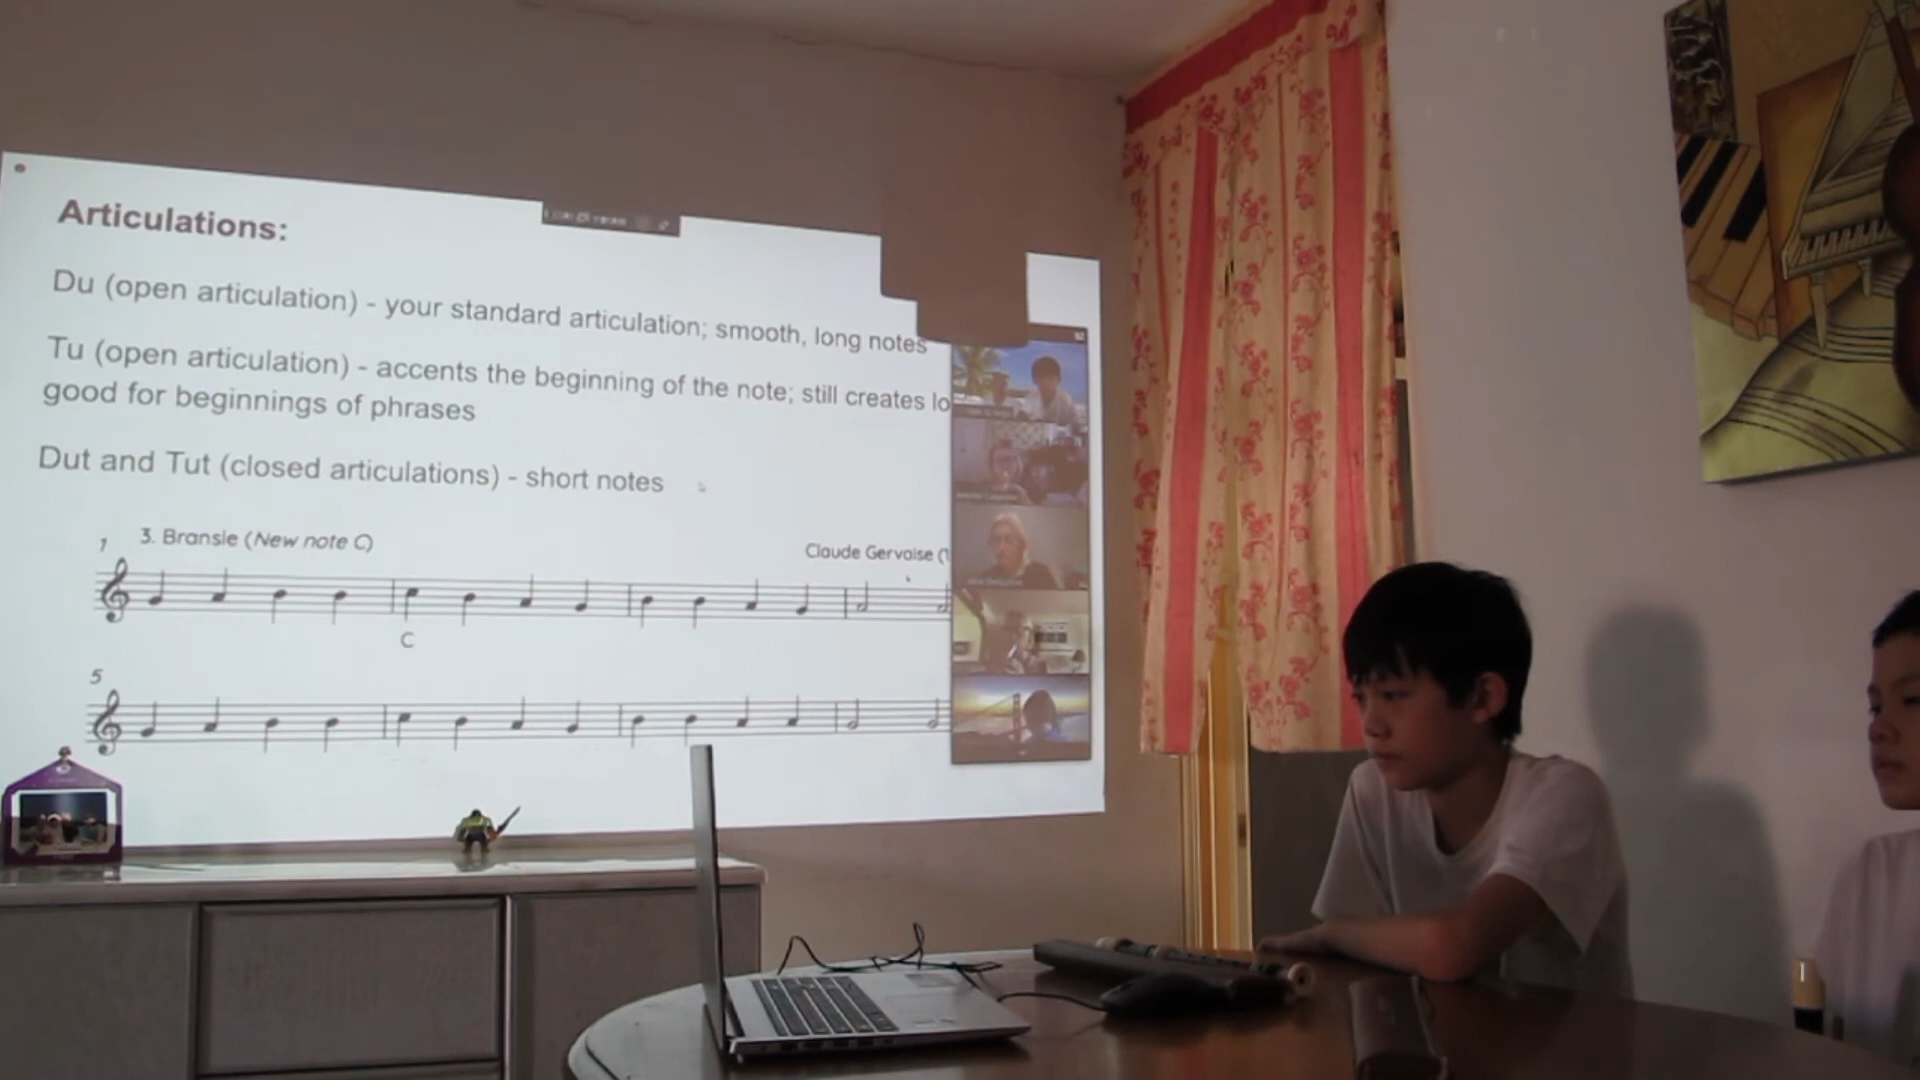 Articulations:
Du (open articulation) - your standard articulation; smooth, long notes
Tu (open articulation) - accents the beginning of the note; still creates lo
good for beginnings of phrases
Dut and Tut (closed articulations) - short notes
1
3. Bransle (New note C)
Claude Gervaise (1
C
5